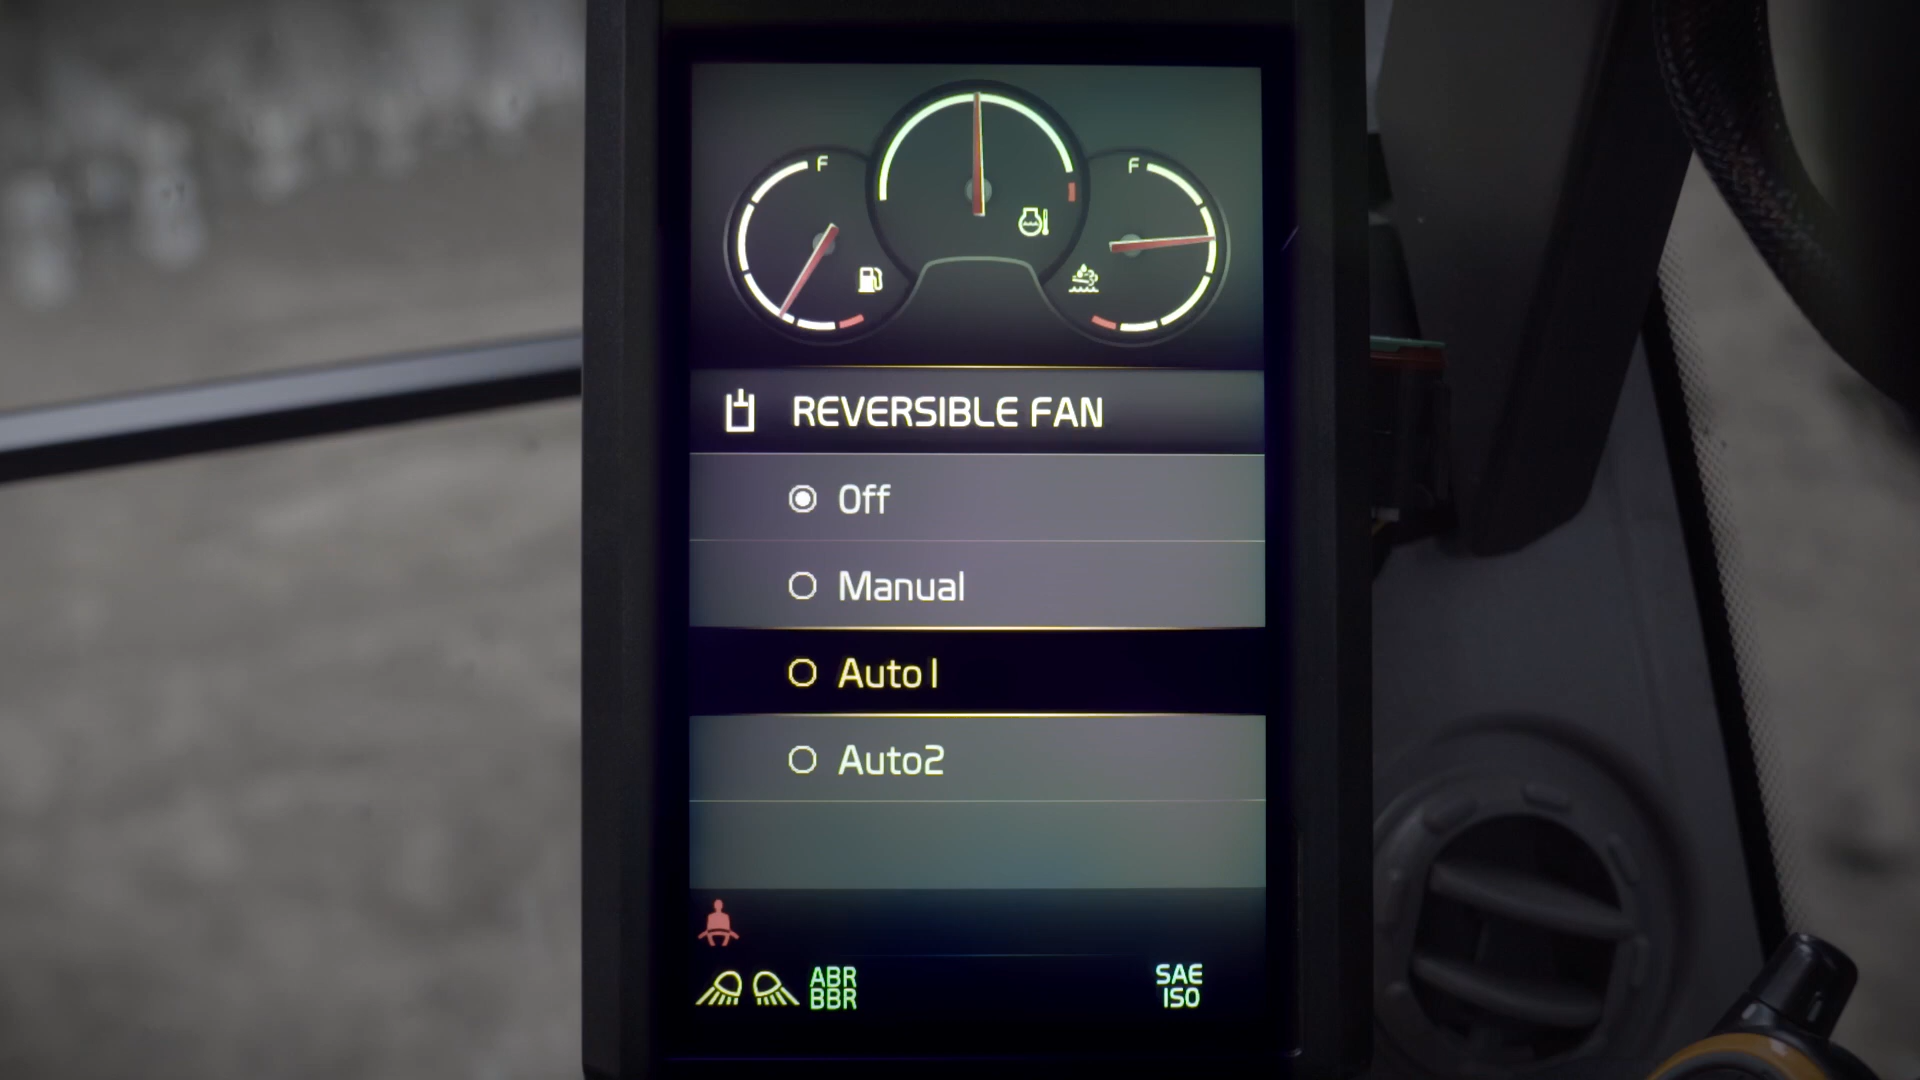 F
F
REVERSIBLE FAN
Off
Manual
Auto1
Auto2
ABR
BBR
SAE
ISO